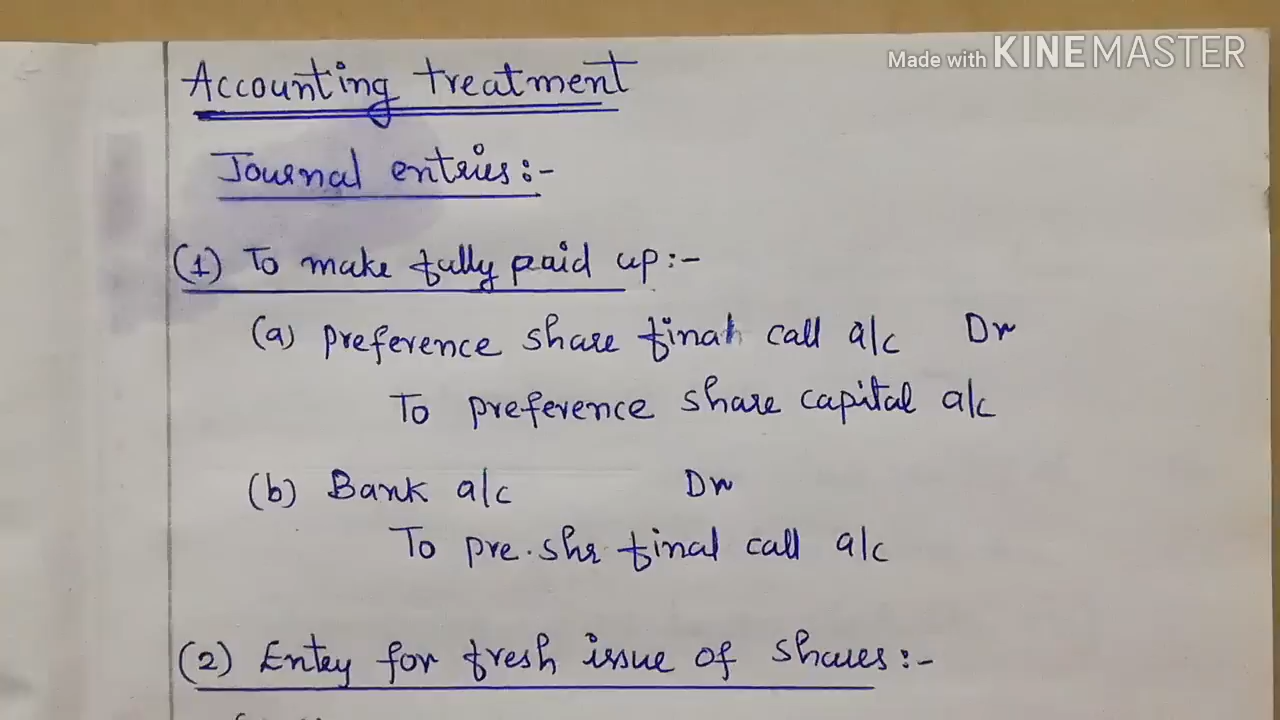 Made with KINEMASTER
Accounting treatment
Journal entries:-
(1) To make fully paid up:-
(a) preference share final call a/c Dr
To preference share capital a/c
(b) Bank a/c Dr
To pre. shr final call a/c
(2) Entry for fresh issue of shares:-